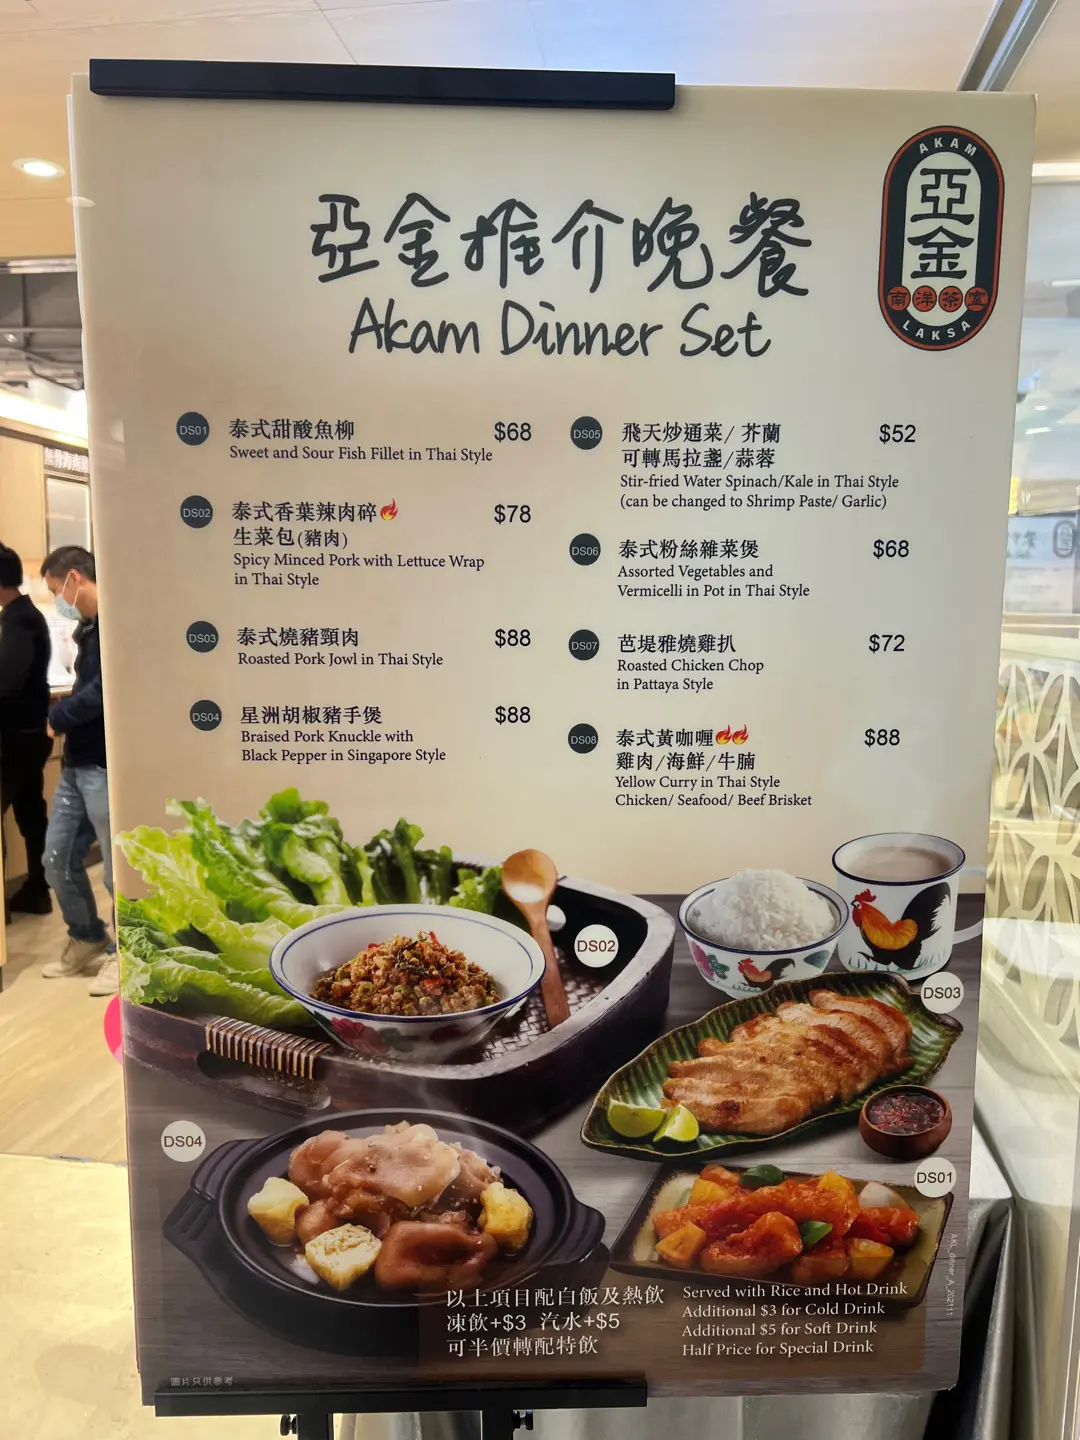 AKAM
亞金
南洋茶室
LAKSA
亞金推介晚餐
Akam Dinner Set
DS01 泰式甜酸魚柳 $68
Sweet and Sour Fish Fillet in Thai Style
DS02 泰式香葉辣肉碎 $78
生菜包(豬肉)
Spicy Minced Pork with Lettuce Wrap
in Thai Style
DS03 泰式燒豬頸肉 $88
Roasted Pork Jowl in Thai Style
DS04 星洲胡椒豬手煲 $88
Braised Pork Knuckle with
Black Pepper in Singapore Style
DS05 飛天炒通菜/ 芥蘭 $52
可轉馬拉盞/蒜蓉
Stir-fried Water Spinach/Kale in Thai Style
(can be changed to Shrimp Paste/ Garlic)
DS06 泰式粉絲雜菜煲 $68
Assorted Vegetables and
Vermicelli in Pot in Thai Style
DS07 芭堤雅燒雞扒 $72
Roasted Chicken Chop
in Pattaya Style
DS08 泰式黃咖喱 $88
雞肉/海鮮/牛腩
Yellow Curry in Thai Style
Chicken/ Seafood/ Beef Brisket
DS02
DS03
DS04
DS01
以上項目配白飯及熱飲
凍飲+$3 汽水+$5
可半價轉配特飲
Served with Rice and Hot Drink
Additional $3 for Cold Drink
Additional $5 for Soft Drink
Half Price for Special Drink
AKL_dinner_A_202111
圖片只供參考